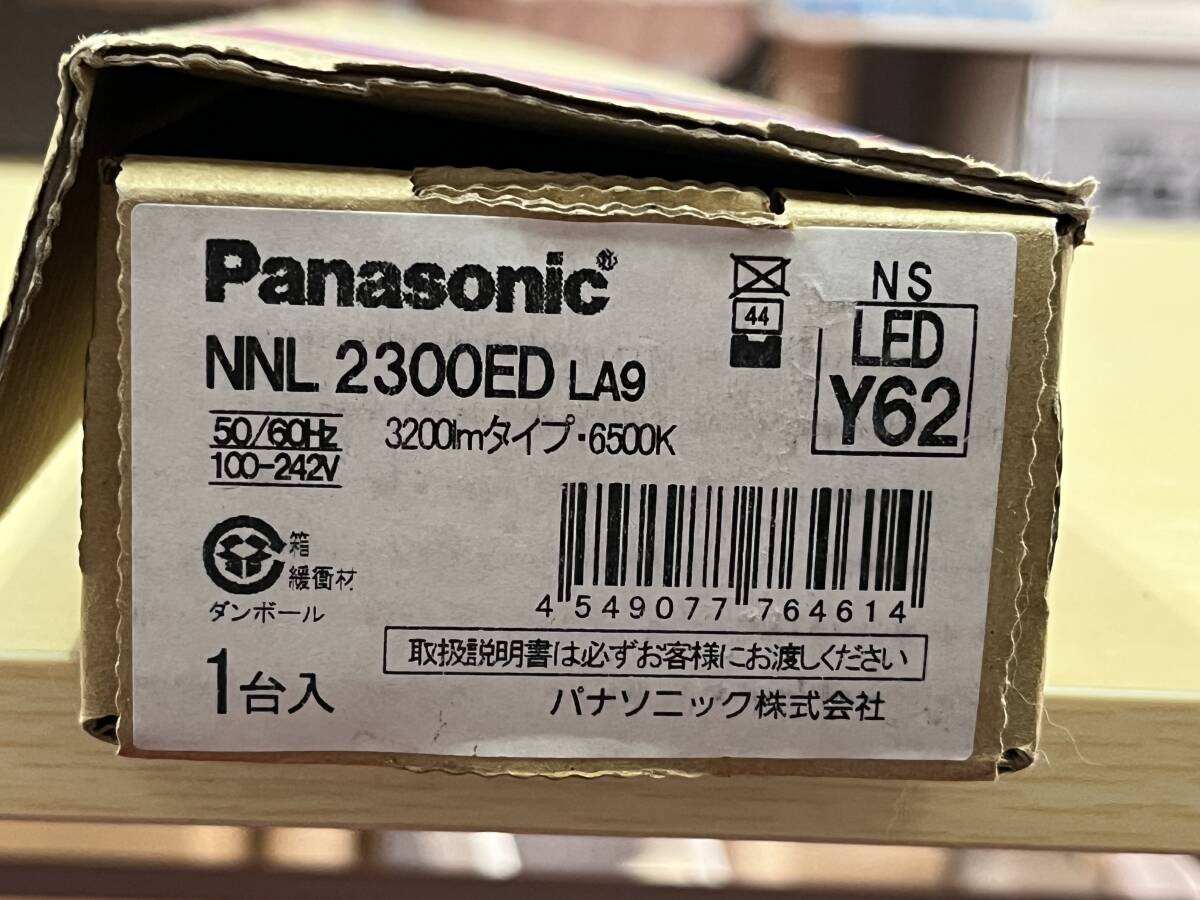 Panasonic®
NNL 2300ED LA9
50/60Hz
100-242V
3200lmタイプ・6500K
44
NS
LED
Y62
箱
緩衝材
ダンボール
4 549077 764614
取扱説明書は必ずお客様にお渡しください
1台入
パナソニック株式会社